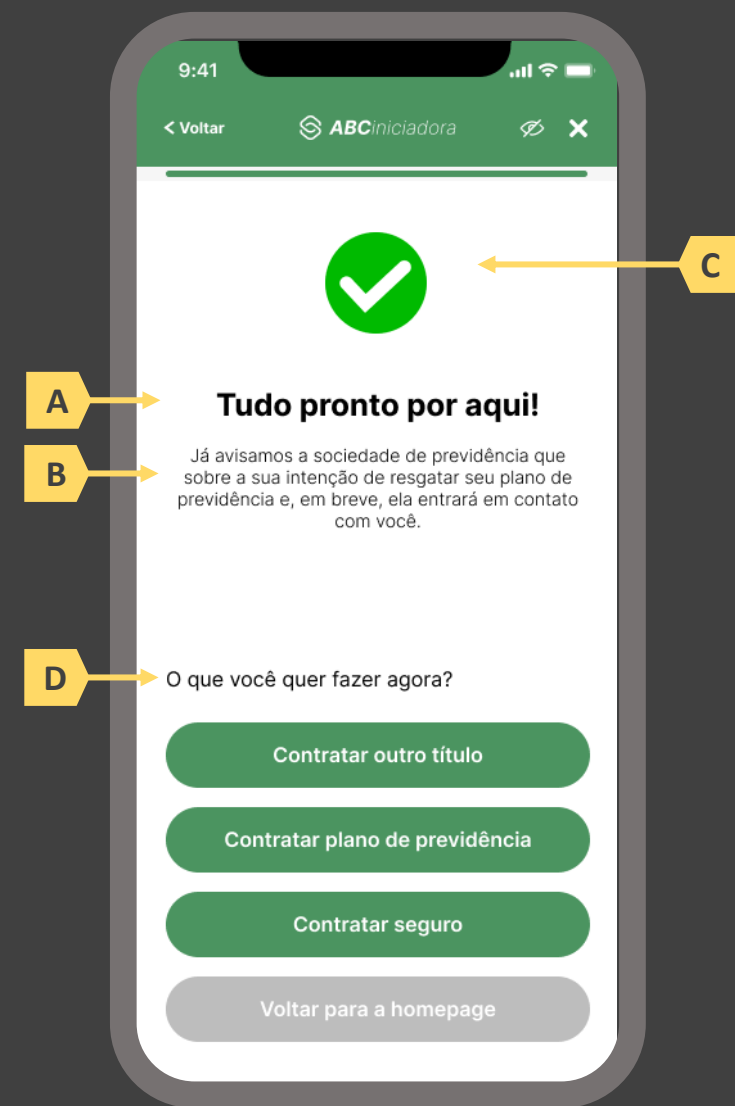 9:41
< Voltar
ABCiniciadora
C
A
Tudo pronto por aqui!
B
Já avisamos a sociedade de previdência que
sobre a sua intenção de resgatar seu plano de
previdência e, em breve, ela entrará em contato
com você.
D
O que você quer fazer agora?
Contratar outro título
Contratar plano de previdência
Contratar seguro
Voltar para a homepage